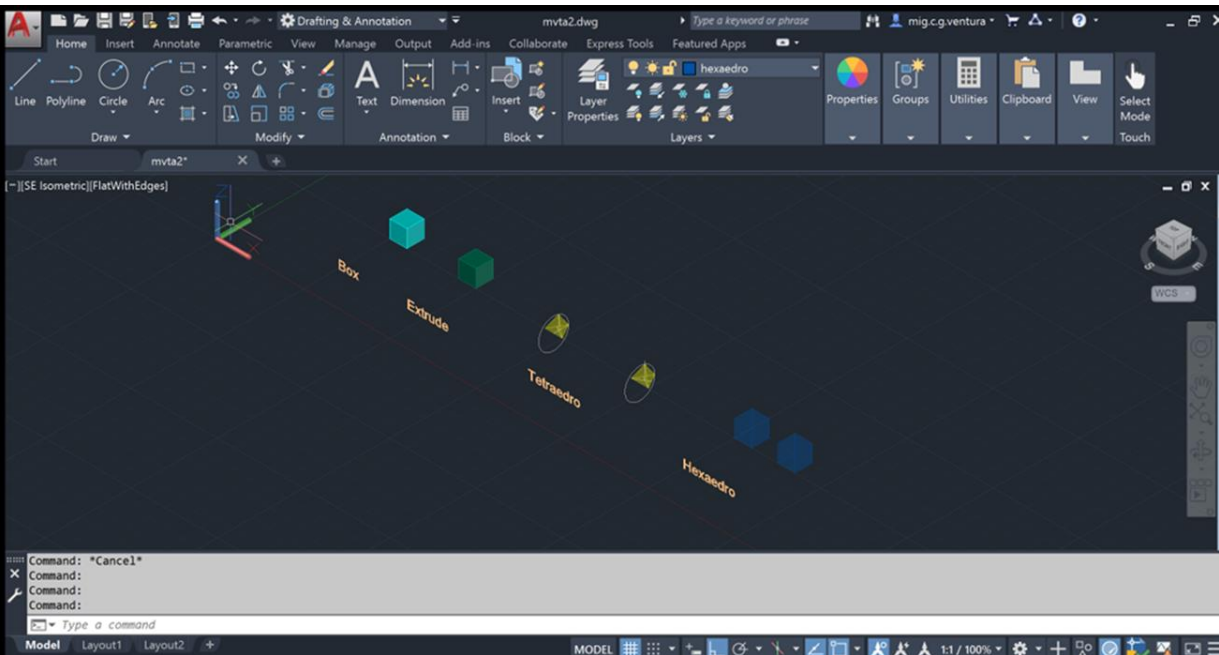 Drafting & Annotation
mvta2.dwg
Type a keyword or phrase
mig.c.g.ventura
Home Insert Annotate Parametric View Manage Output Add-ins Collaborate Express Tools Featured Apps
hexaedro
Line Polyline Circle Arc
Text Dimension
Insert
Layer Properties
Properties Groups Utilities Clipboard View Select Mode
Draw Modify Annotation Block Layers Touch
Start mvta2*
[-][SE Isometric][FlatWithEdges]
Z
Y
X
Box
Extrude
Tetraedro
Hexaedro
S E
WCS
Command: *Cancel*
Command:
Command:
Command:
Type a command
Model Layout1 Layout2 +
MODEL 1:1 / 100%